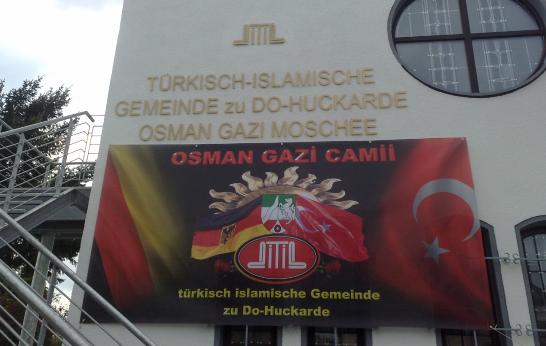 TÜRKISCH-ISLAMISCHE
GEMEINDE zu DO-HUCKARDE
OSMAN GAZI MOSCHEE
OSMAN GAZİ CAMİİ
türkisch islamische Gemeinde
zu Do-Huckarde